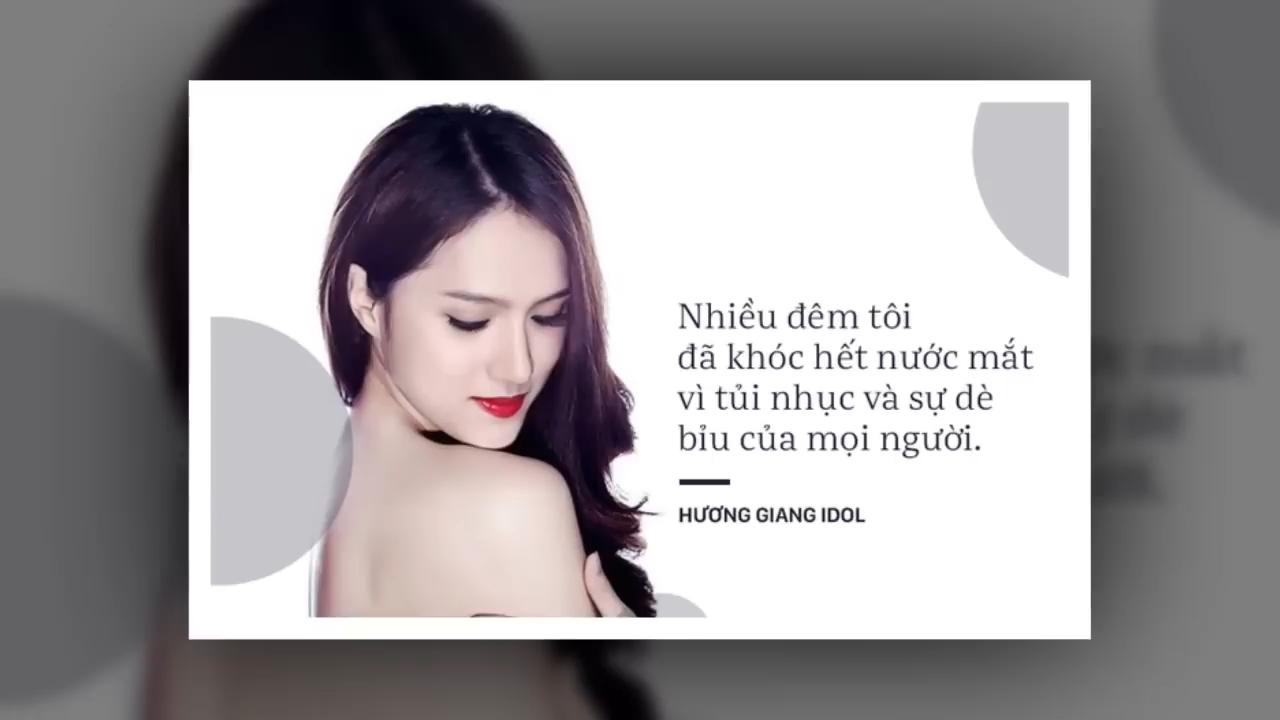 Nhiều đêm tôi
đã khóc hết nước mắt
vì tủi nhục và sự dè
bỉu của mọi người.
HƯƠNG GIANG IDOL